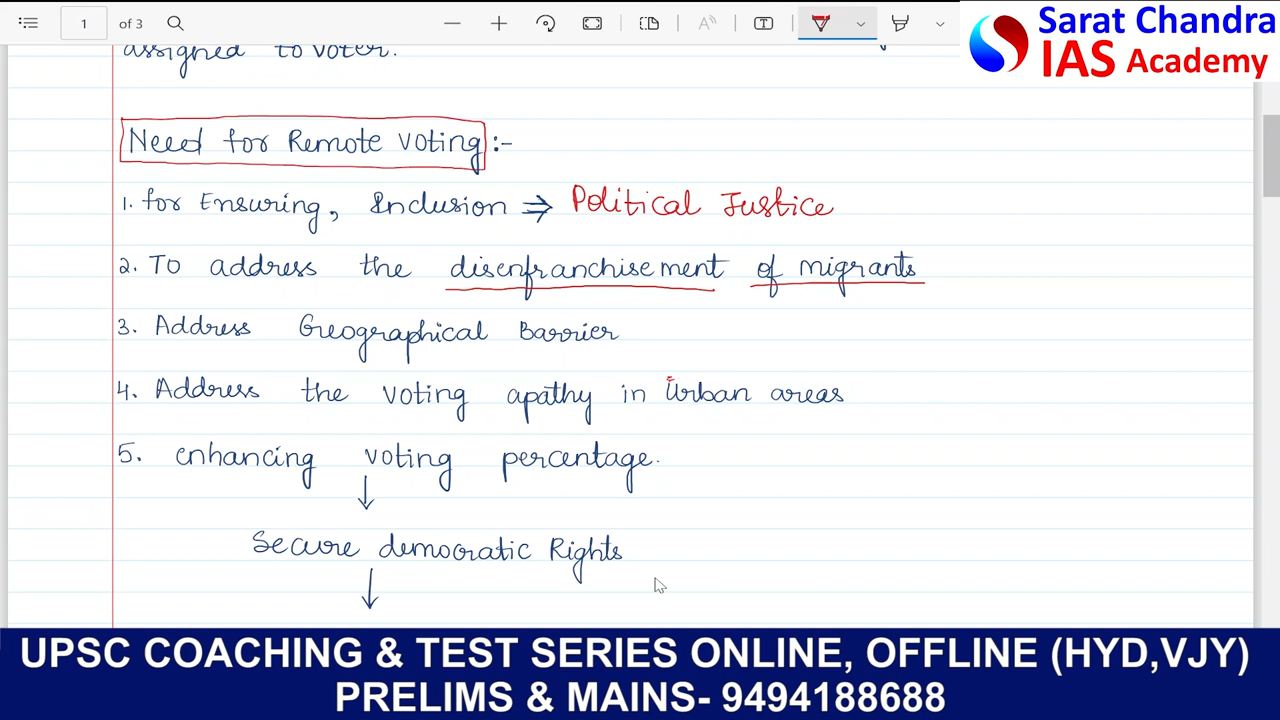 1 of 3
Sarat Chandra
IAS Academy
assigned to voter.
Need for Remote Voting :-
1. for Ensuring, Inclusion ⇒ Political Justice
2. To address the disenfranchisement of migrants
3. Address Geographical Barrier
4. Address the voting apathy in Urban areas
5. enhancing voting percentage.
↓
Secure democratic Rights
↓
UPSC COACHING & TEST SERIES ONLINE, OFFLINE (HYD,VJY)
PRELIMS & MAINS- 9494188688